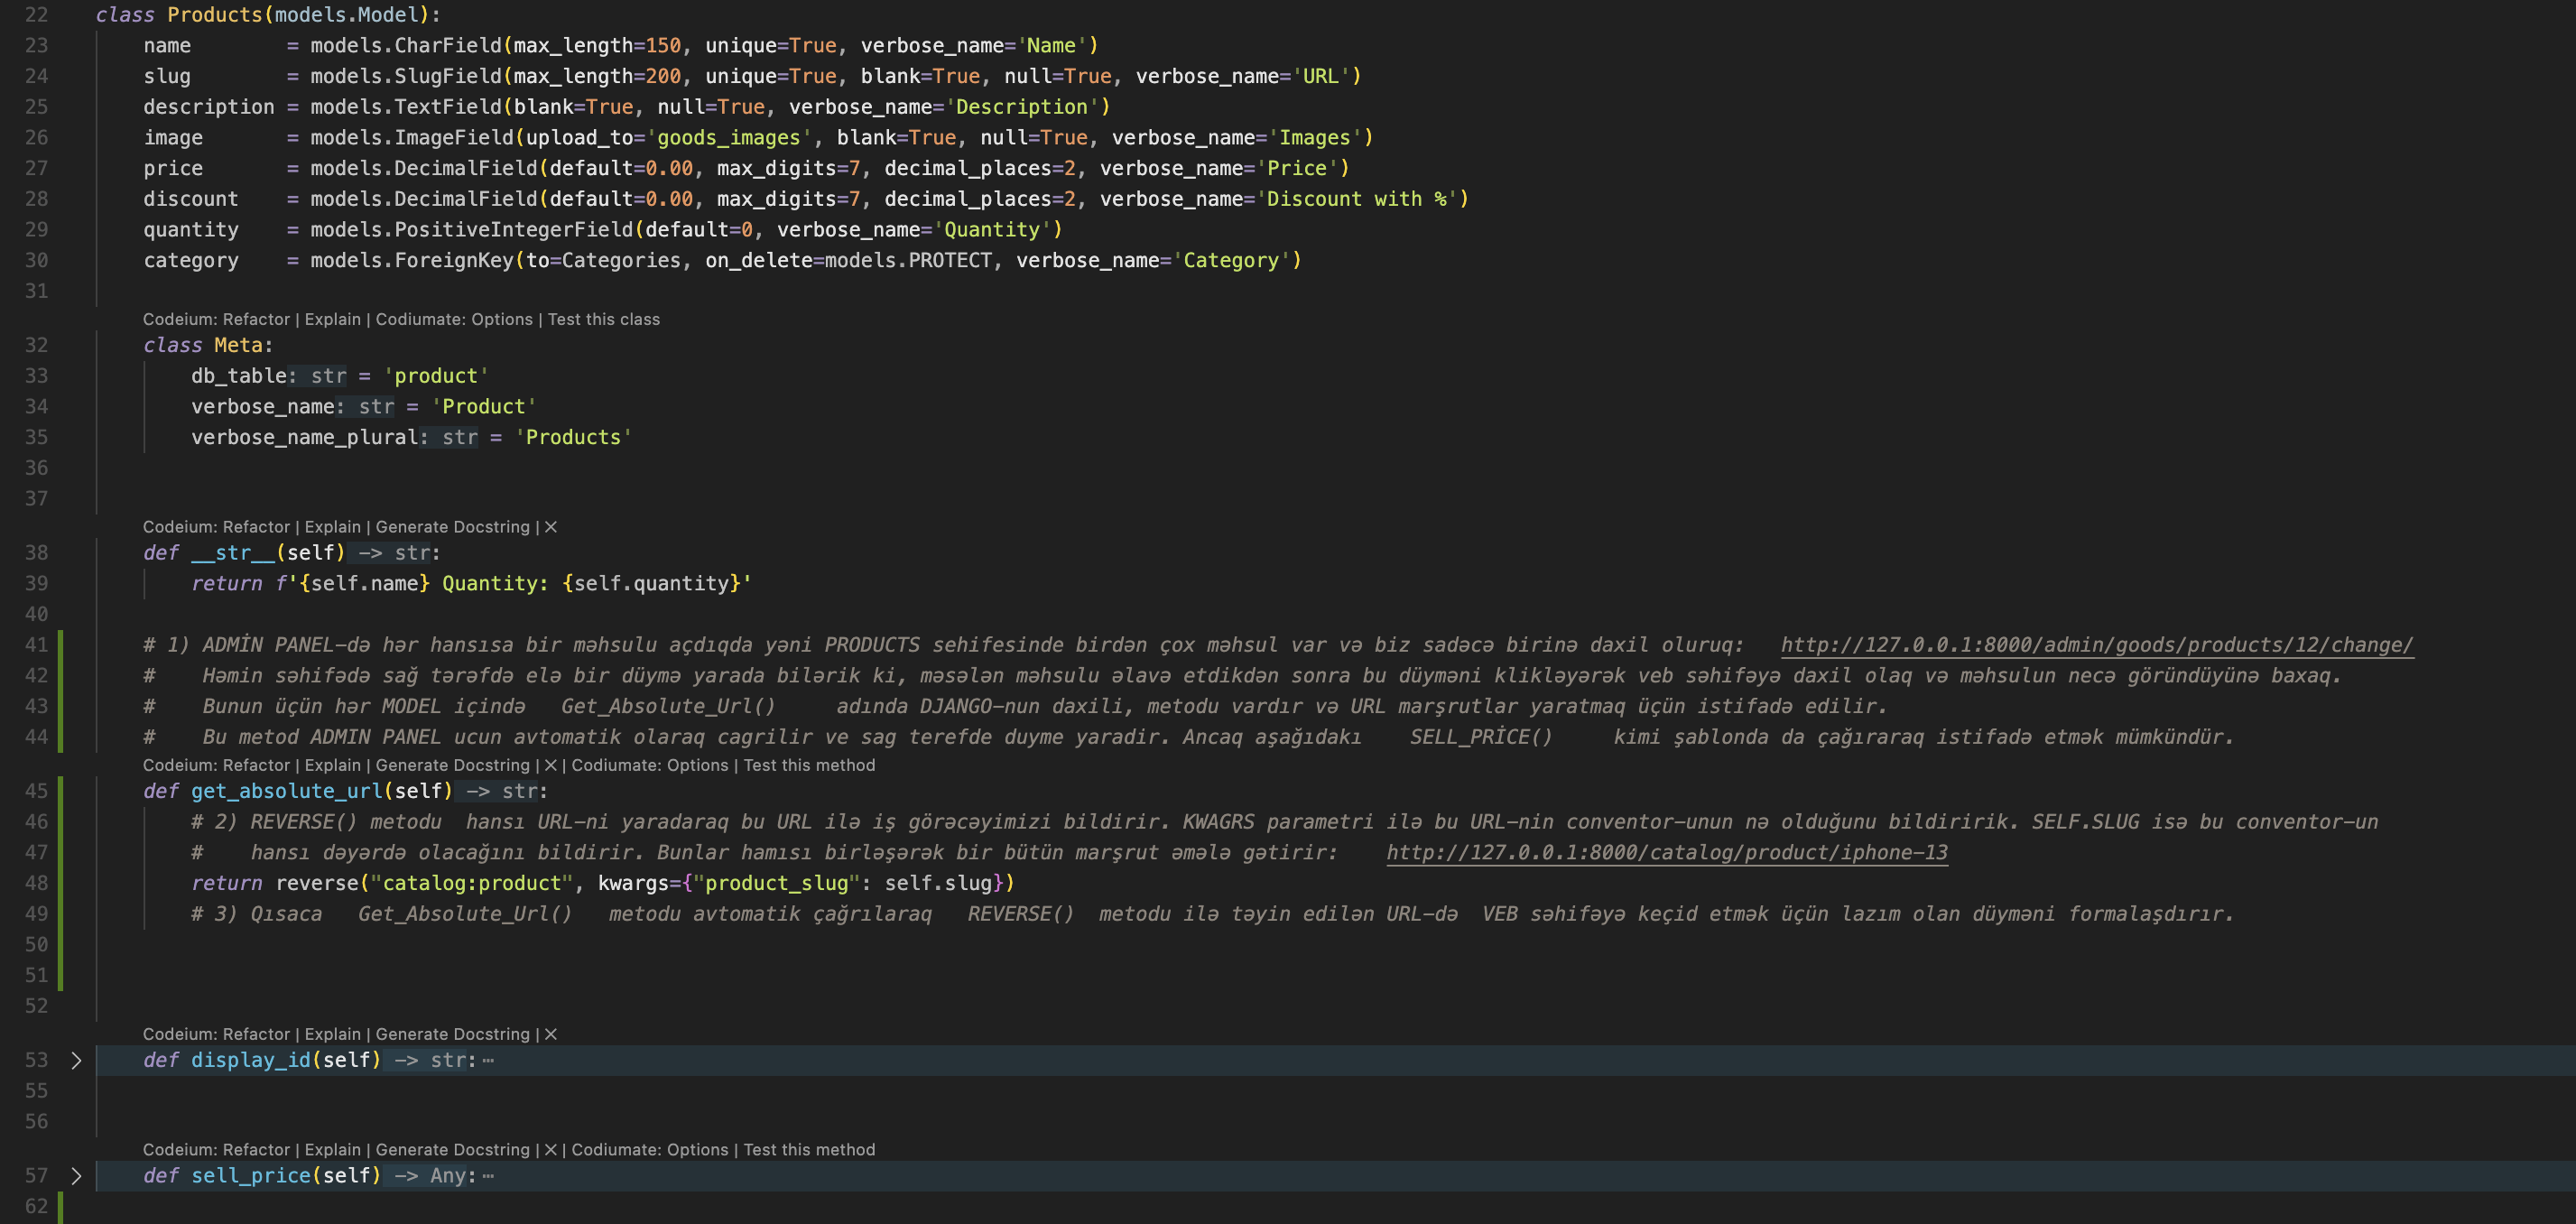 22 class Products(models.Model):
23 name = models.CharField(max_length=150, unique=True, verbose_name='Name')
24 slug = models.SlugField(max_length=200, unique=True, blank=True, null=True, verbose_name='URL')
25 description = models.TextField(blank=True, null=True, verbose_name='Description')
26 image = models.ImageField(upload_to='goods_images', blank=True, null=True, verbose_name='Images')
27 price = models.DecimalField(default=0.00, max_digits=7, decimal_places=2, verbose_name='Price')
28 discount = models.DecimalField(default=0.00, max_digits=7, decimal_places=2, verbose_name='Discount with %')
29 quantity = models.PositiveIntegerField(default=0, verbose_name='Quantity')
30 category = models.ForeignKey(to=Categories, on_delete=models.PROTECT, verbose_name='Category')
31
Codeium: Refactor | Explain | Codiumate: Options | Test this class
32 class Meta:
33 db_table: str = 'product'
34 verbose_name: str = 'Product'
35 verbose_name_plural: str = 'Products'
36
37
Codeium: Refactor | Explain | Generate Docstring | ×
38 def __str__(self) -> str:
39 return f'{self.name} Quantity: {self.quantity}'
40
41 # 1) ADMİN PANEL-də hər hansısa bir məhsulu açdıqda yəni PRODUCTS sehifesinde birdən çox məhsul var və biz sadəcə birinə daxil oluruq: http://127.0.0.1:8000/admin/goods/products/12/change/
42 # Həmin səhifədə sağ tərəfdə elə bir düymə yarada bilərik ki, məsələn məhsulu əlavə etdikdən sonra bu düyməni klikləyərək veb səhifəyə daxil olaq və məhsulun necə göründüyünə baxaq.
43 # Bunun üçün hər MODEL içində Get_Absolute_Url() adında DJANGO-nun daxili, metodu vardır və URL marşrutlar yaratmaq üçün istifadə edilir.
44 # Bu metod ADMIN PANEL ucun avtomatik olaraq cagrilir ve sag terefde duyme yaradir. Ancaq aşağıdakı SELL_PRİCE() kimi şablonda da çağıraraq istifadə etmək mümkündür.
Codeium: Refactor | Explain | Generate Docstring | × | Codiumate: Options | Test this method
45 def get_absolute_url(self) -> str:
46 # 2) REVERSE() metodu hansı URL-ni yaradaraq bu URL ilə iş görəcəyimizi bildirir. KWAGRS parametri ilə bu URL-nin conventor-unun nə olduğunu bildiririk. SELF.SLUG isə bu conventor-un
47 # hansı dəyərdə olacağını bildirir. Bunlar hamısı birləşərək bir bütün marşrut əmələ gətirir: http://127.0.0.1:8000/catalog/product/iphone-13
48 return reverse("catalog:product", kwargs={"product_slug": self.slug})
49 # 3) Qısaca Get_Absolute_Url() metodu avtomatik çağrılaraq REVERSE() metodu ilə təyin edilən URL-də VEB səhifəyə keçid etmək üçün lazım olan düyməni formalaşdırır.
50
51
52
Codeium: Refactor | Explain | Generate Docstring | ×
53 def display_id(self) -> str: ⋯
55
56
Codeium: Refactor | Explain | Generate Docstring | × | Codiumate: Options | Test this method
57 def sell_price(self) -> Any: ⋯
62